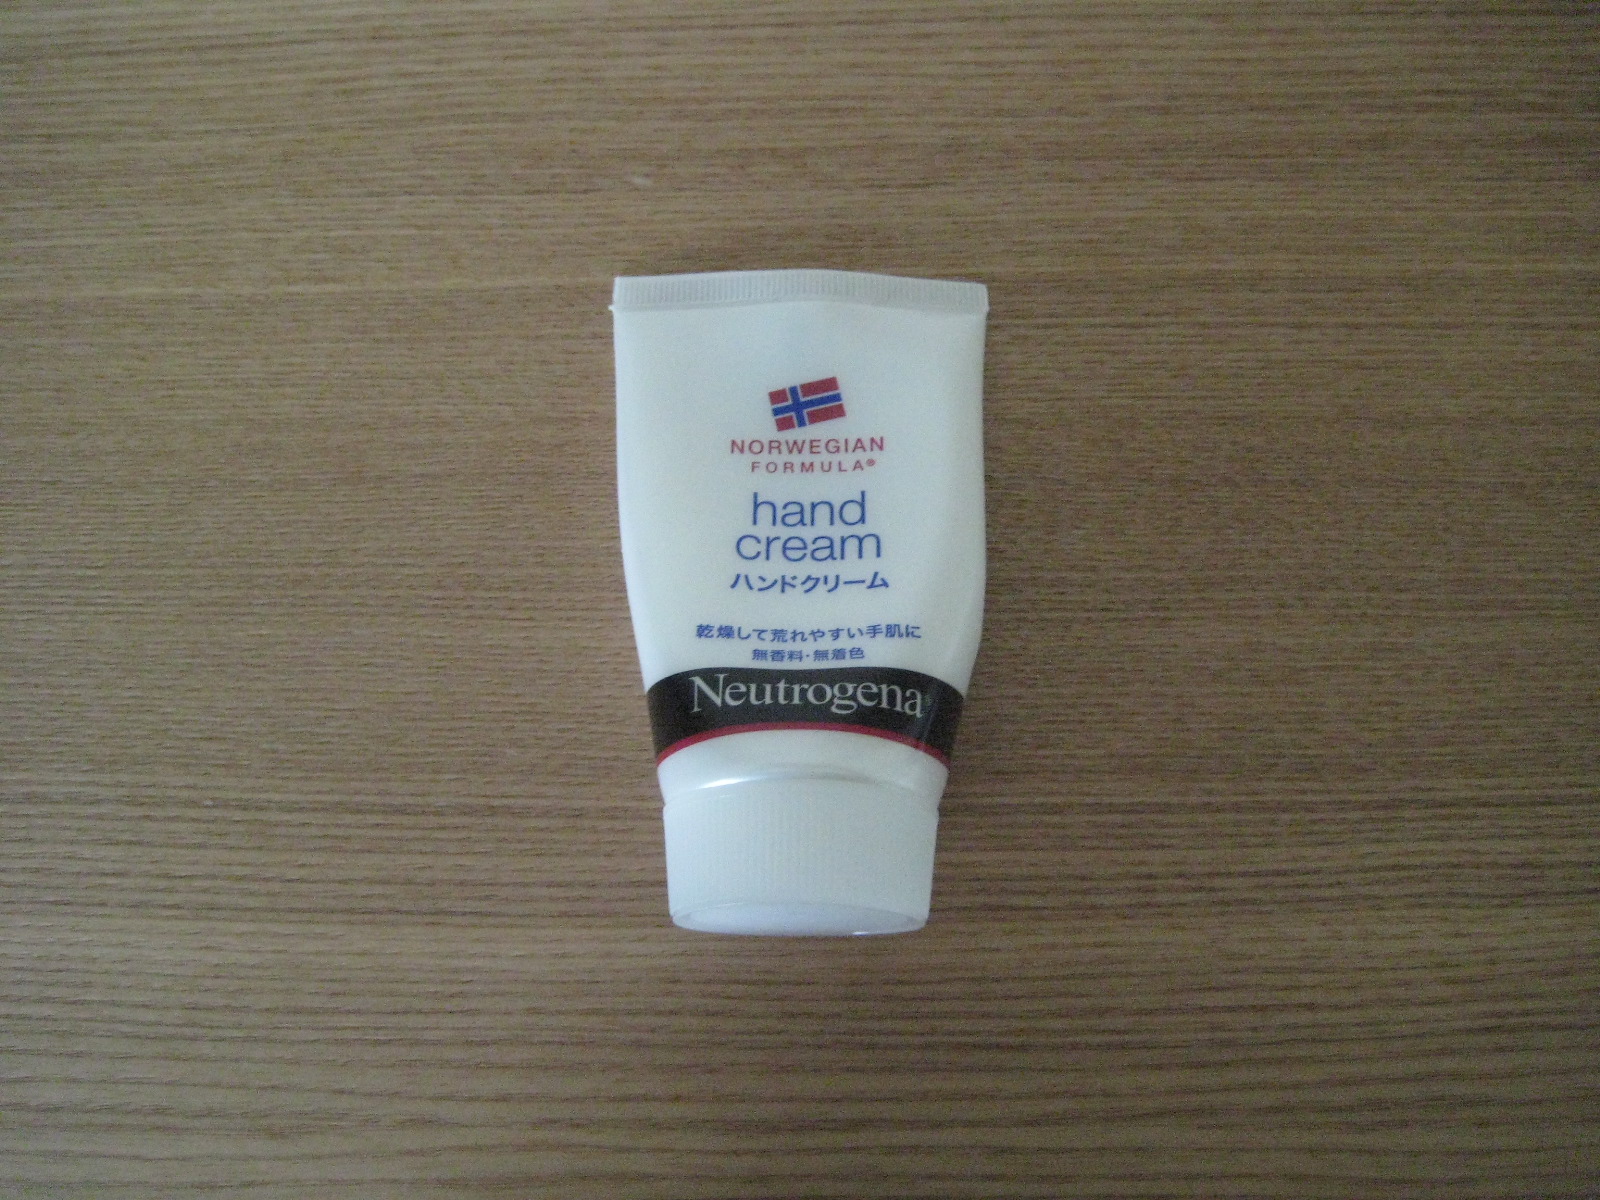 NORWEGIAN
FORMULA®
hand
cream
ハンドクリーム
乾燥して荒れやすい手肌に
無香料・無着色
Neutrogena®